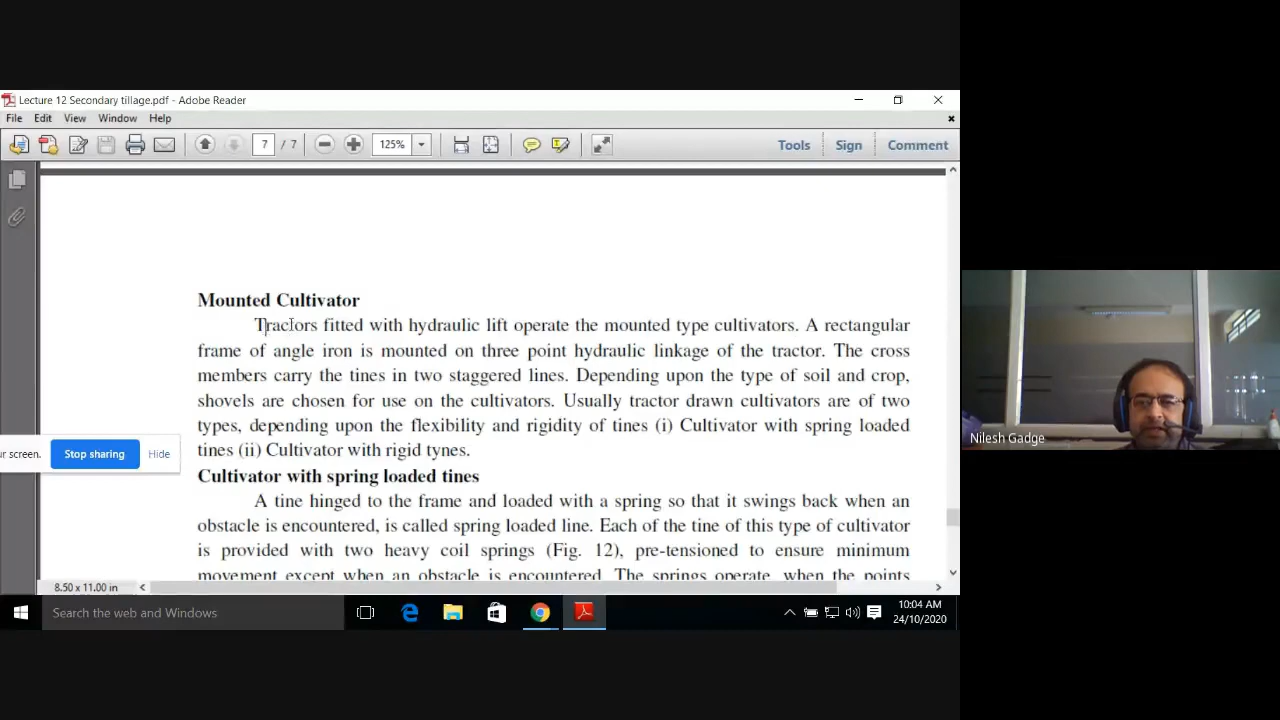 Lecture 12 Secondary tillage.pdf - Adobe Reader
File Edit View Window Help
7 / 7 125% Tools Sign Comment
Mounted Cultivator
Tractors fitted with hydraulic lift operate the mounted type cultivators. A rectangular
frame of angle iron is mounted on three point hydraulic linkage of the tractor. The cross
members carry the tines in two staggered lines. Depending upon the type of soil and crop,
shovels are chosen for use on the cultivators. Usually tractor drawn cultivators are of two
types, depending upon the flexibility and rigidity of tines (i) Cultivator with spring loaded
tines (ii) Cultivator with rigid tynes.
Cultivator with spring loaded tines
A tine hinged to the frame and loaded with a spring so that it swings back when an
obstacle is encountered, is called spring loaded line. Each of the tine of this type of cultivator
is provided with two heavy coil springs (Fig. 12), pre-tensioned to ensure minimum
movement except when an obstacle is encountered. The springs operate, when the points
ur screen. Stop sharing Hide
Nilesh Gadge
8.50 x 11.00 in
Search the web and Windows
10:04 AM
24/10/2020